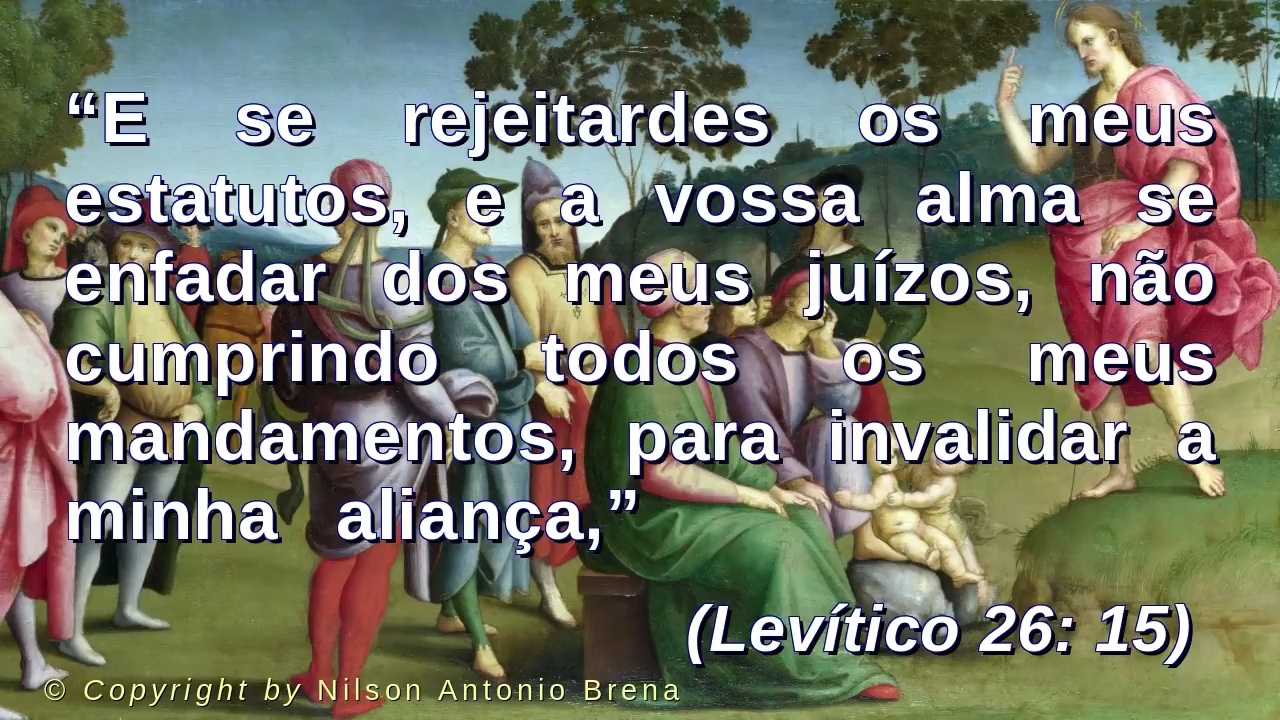 “E se rejeitardes os meus
estatutos, e a vossa alma se
enfadar dos meus juízos, não
cumprindo todos os meus
mandamentos, para invalidar a
minha aliança,”
(Levítico 26: 15)
© Copyright by Nilson Antonio Brena